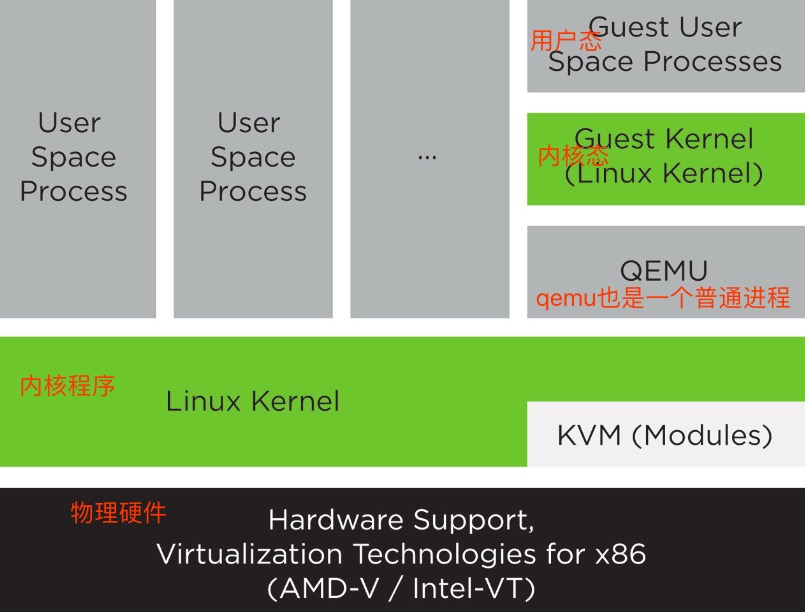 User
Space
Process
User
Space
Process
...
用户态
Guest User
Space Processes
内核态
Guest Kernel
(Linux Kernel)
QEMU
qemu也是一个普通进程
内核程序
Linux Kernel
KVM (Modules)
物理硬件
Hardware Support,
Virtualization Technologies for x86
(AMD-V / Intel-VT)